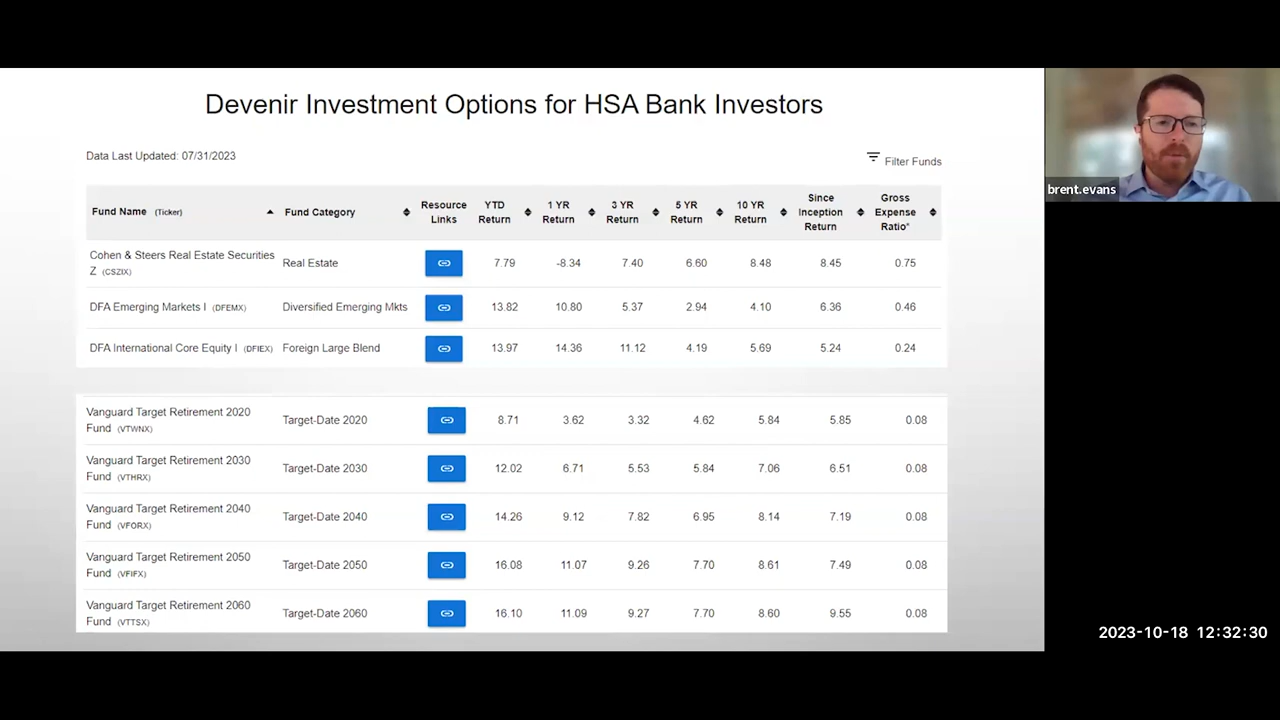 Devenir Investment Options for HSA Bank Investors
Data Last Updated: 07/31/2023
Filter Funds
Fund Name (Ticker) Fund Category Resource Links YTD Return 1 YR Return 3 YR Return 5 YR Return 10 YR Return Since Inception Return Gross Expense Ratio*
Cohen & Steers Real Estate Securities Z (CSZIX) Real Estate 7.79 -8.34 7.40 6.60 8.48 8.45 0.75
DFA Emerging Markets I (DFEMX) Diversified Emerging Mkts 13.82 10.80 5.37 2.94 4.10 6.36 0.46
DFA International Core Equity I (DFIEX) Foreign Large Blend 13.97 14.36 11.12 4.19 5.69 5.24 0.24
Vanguard Target Retirement 2020 Fund (VTWNX) Target-Date 2020 8.71 3.62 3.32 4.62 5.84 5.85 0.08
Vanguard Target Retirement 2030 Fund (VTHRX) Target-Date 2030 12.02 6.71 5.53 5.84 7.06 6.51 0.08
Vanguard Target Retirement 2040 Fund (VFORX) Target-Date 2040 14.26 9.12 7.82 6.95 8.14 7.19 0.08
Vanguard Target Retirement 2050 Fund (VFIFX) Target-Date 2050 16.08 11.07 9.26 7.70 8.61 7.49 0.08
Vanguard Target Retirement 2060 Fund (VTTSX) Target-Date 2060 16.10 11.09 9.27 7.70 8.60 9.55 0.08
brent.evans
2023-10-18 12:32:30